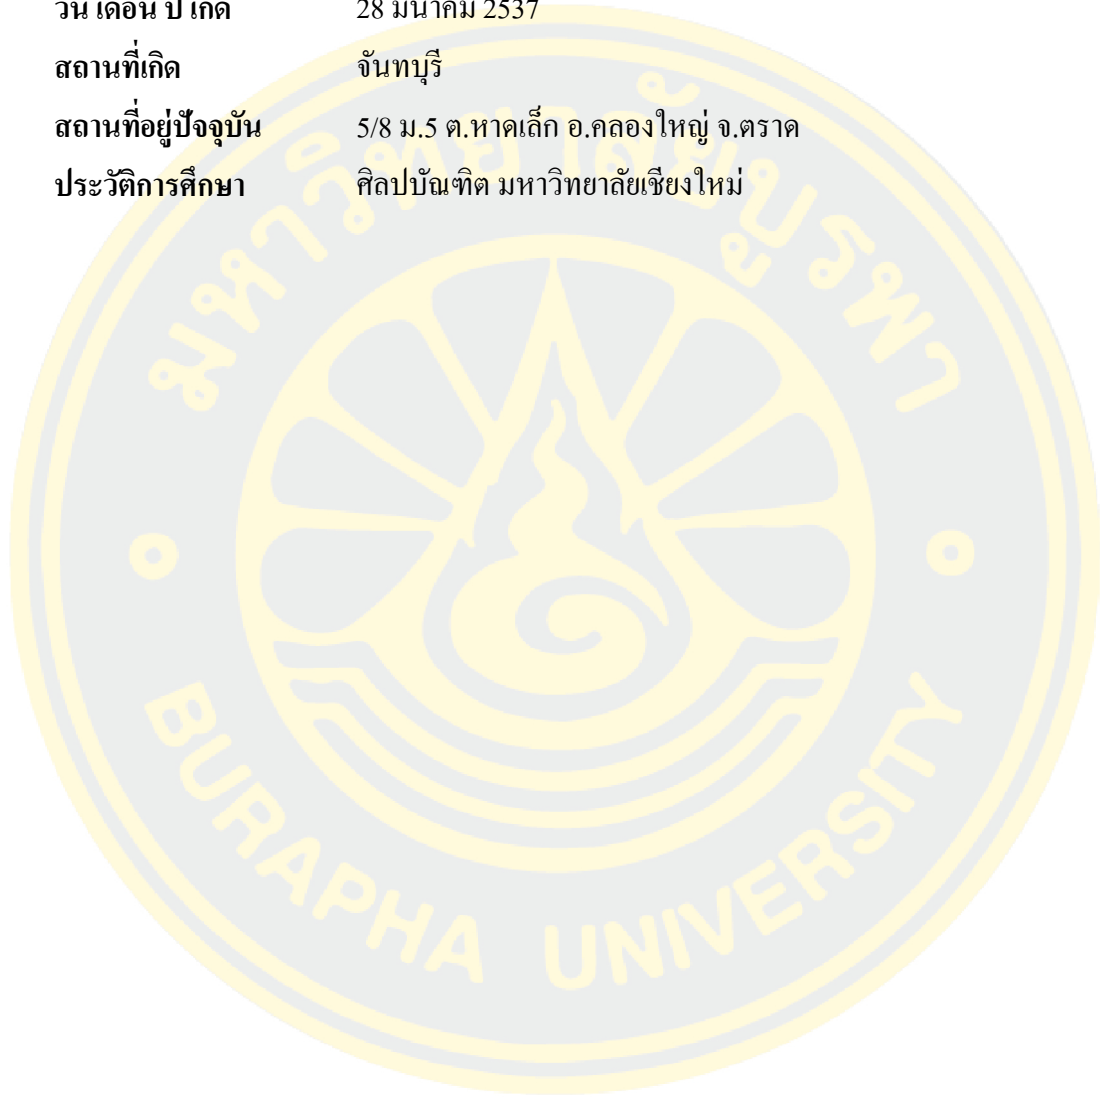 วัน เดือน ปี เกิด 28 มีนาคม 2537
สถานที่เกิด จันทบุรี
สถานที่อยู่ปัจจุบัน 5/8 ม.5 ต.หาดเล็ก อ.คลองใหญ่ จ.ตราด
ประวัติการศึกษา ศิลปบัณฑิต มหาวิทยาลัยเชียงใหม่
มหาวิทยาลัยบูรพา
BURAPHA UNIVERSITY